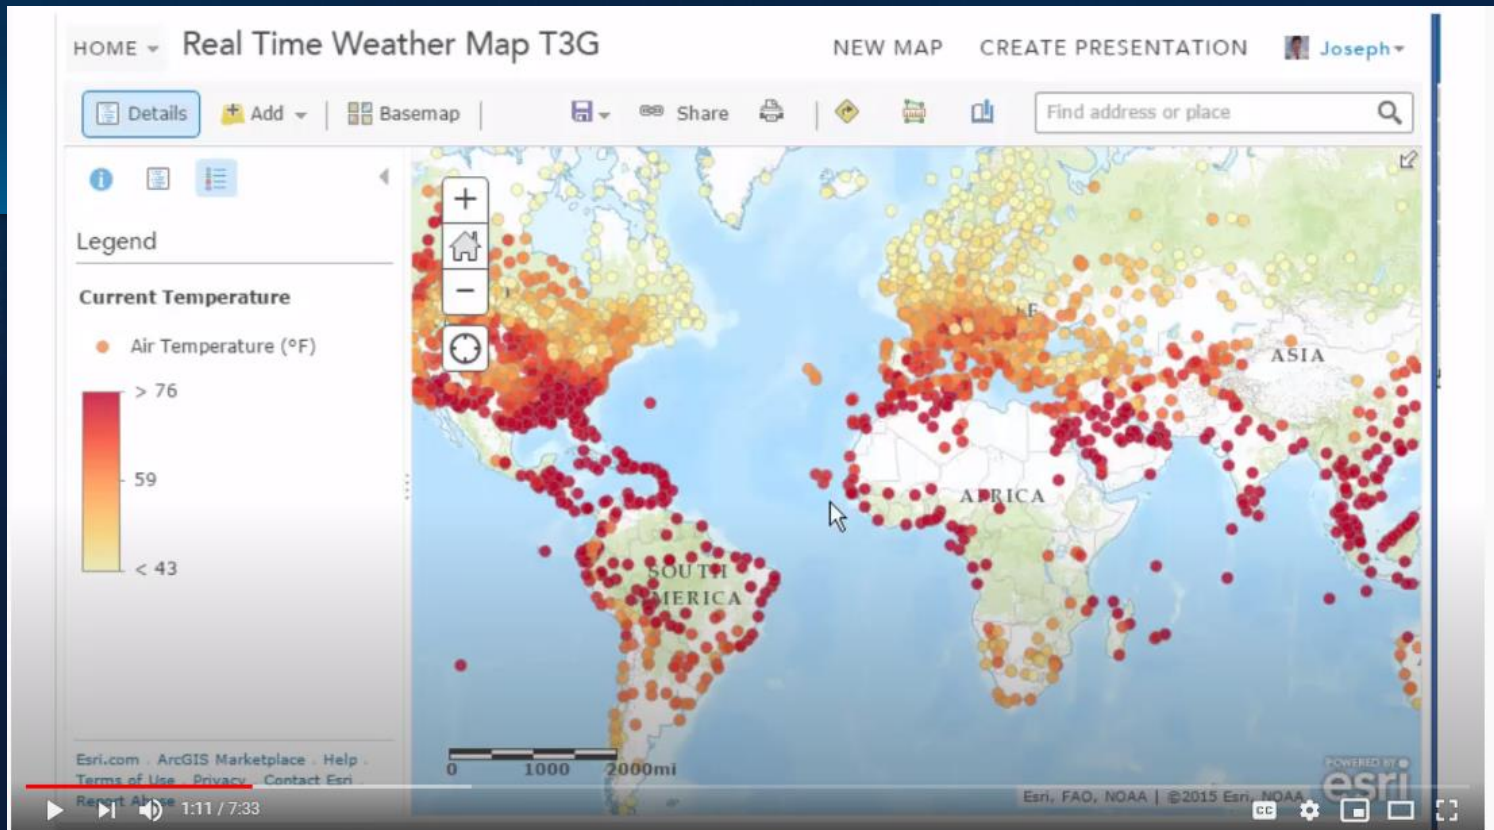 HOME Real Time Weather Map T3G NEW MAP CREATE PRESENTATION Joseph
Details Add Basemap Share Find address or place
Legend
Current Temperature
Air Temperature (°F)
> 76
59
< 43
ASIA
AFRICA
SOUTH
AMERICA
0 1000 2000mi
Esri.com . ArcGIS Marketplace . Help .
Terms of Use . Privacy . Contact Esri .
Report Abuse
POWERED BY
esri
Esri, FAO, NOAA | ©2015 Esri, NOAA
1:11 / 7:33
CC